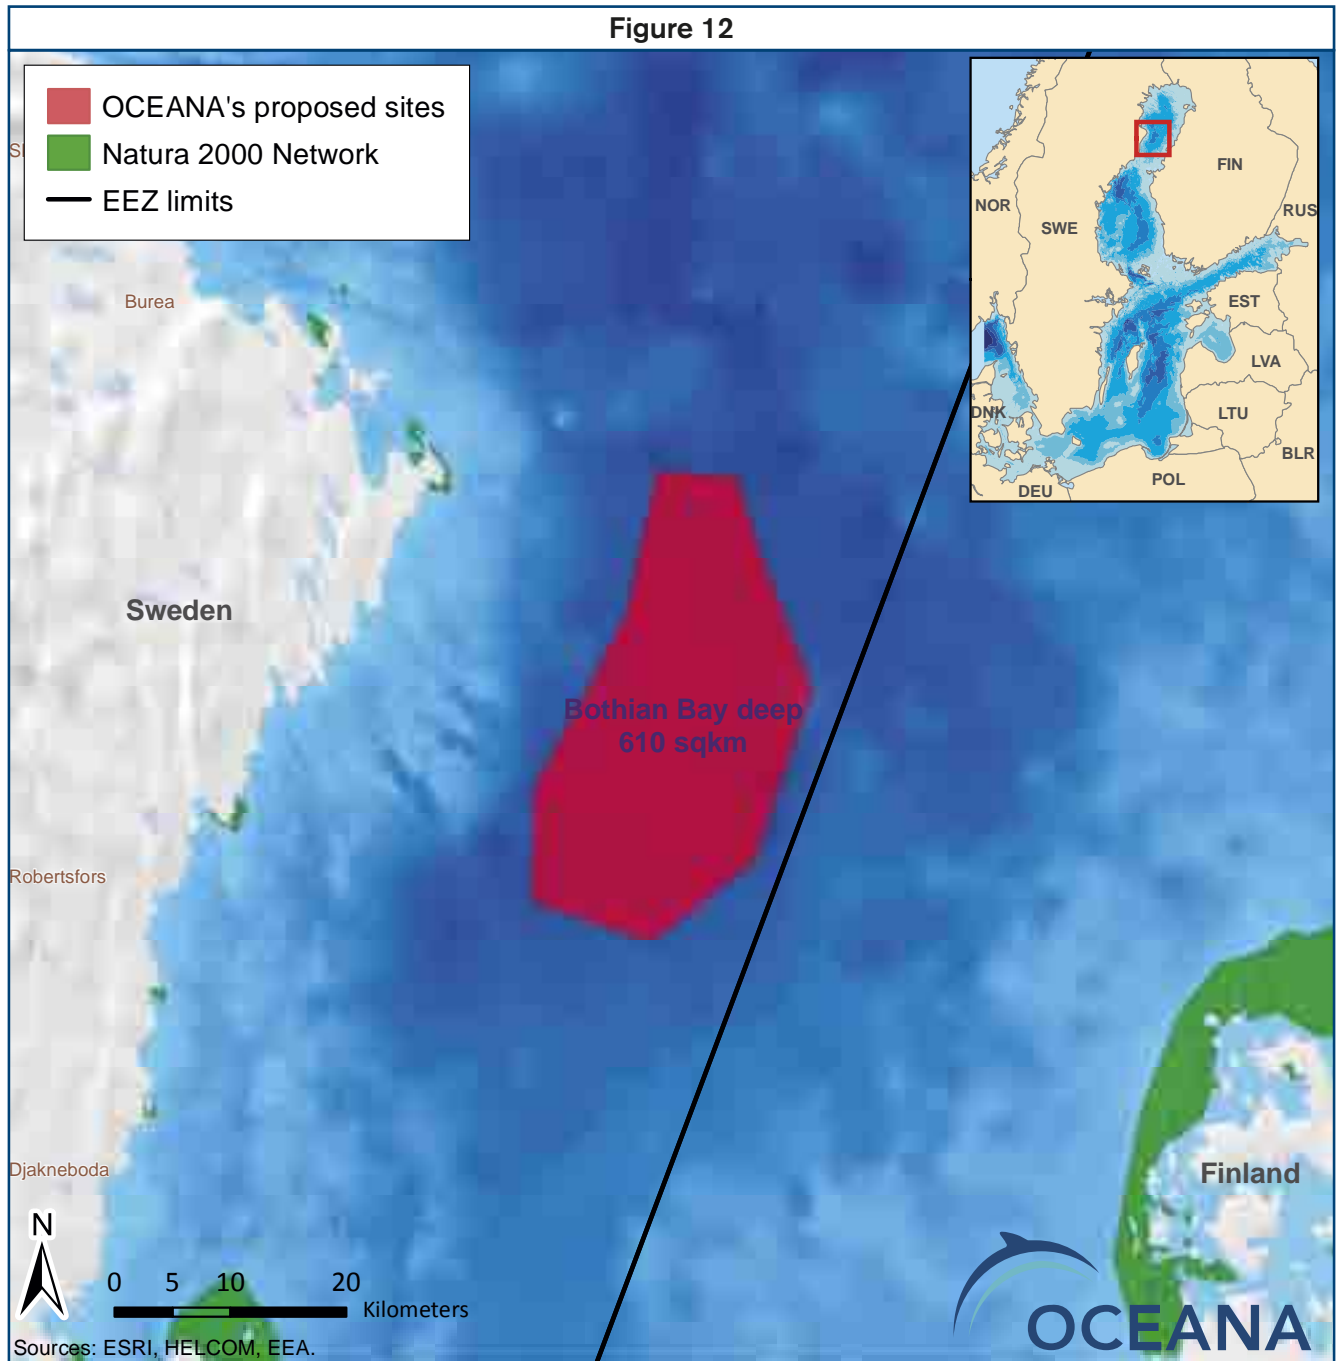 Figure 12
OCEANA's proposed sites
Natura 2000 Network
EEZ limits
NOR
SWE
FIN
RUS
EST
LVA
LTU
BLR
DNK
DEU
POL
Burea
Sweden
Bothian Bay deep
610 sqkm
Robertsfors
Djakneboda
Finland
N
0 5 10 20
Kilometers
Sources: ESRI, HELCOM, EEA.
OCEANA